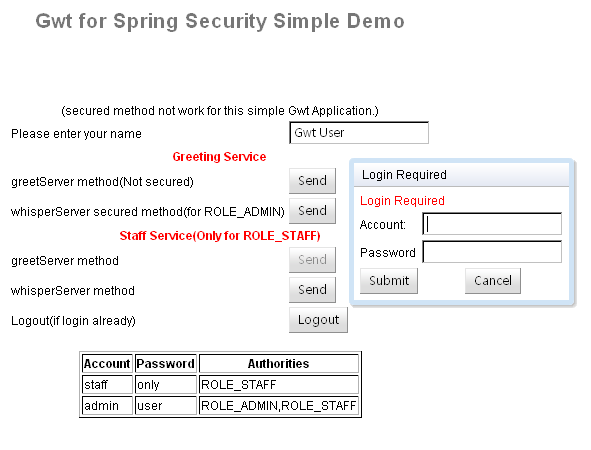 Gwt for Spring Security Simple Demo
(secured method not work for this simple Gwt Application.)
Please enter your name Gwt User
Greeting Service
greetServer method(Not secured) Send
whisperServer secured method(for ROLE_ADMIN) Send
Staff Service(Only for ROLE_STAFF)
greetServer method Send
whisperServer method Send
Logout(if login already) Logout
Login Required
Login Required
Account:
Password
Submit Cancel
Account Password Authorities
staff only ROLE_STAFF
admin user ROLE_ADMIN,ROLE_STAFF